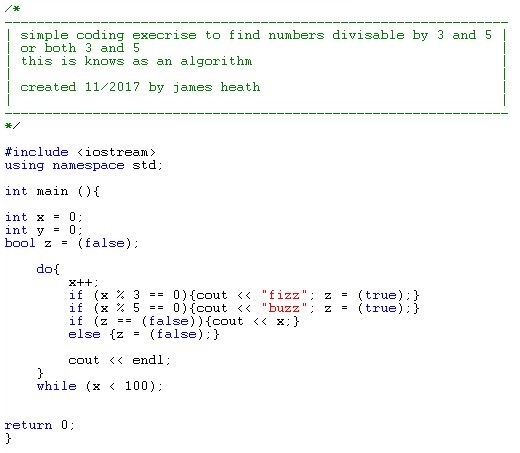 /*
| simple coding execrise to find numbers divisable by 3 and 5 |
| or both 3 and 5 |
| this is knows as an algorithm |
| created 11/2017 by james heath |
*/
#include <iostream>
using namespace std;
int main (){
int x = 0;
int y = 0;
bool z = (false);
do{
x++;
if (x % 3 == 0){cout << "fizz"; z = (true);}
if (x % 5 == 0){cout << "buzz"; z = (true);}
if (z == (false)){cout << x;}
else {z = (false);}
cout << endl;
}
while (x < 100);
return 0;
}